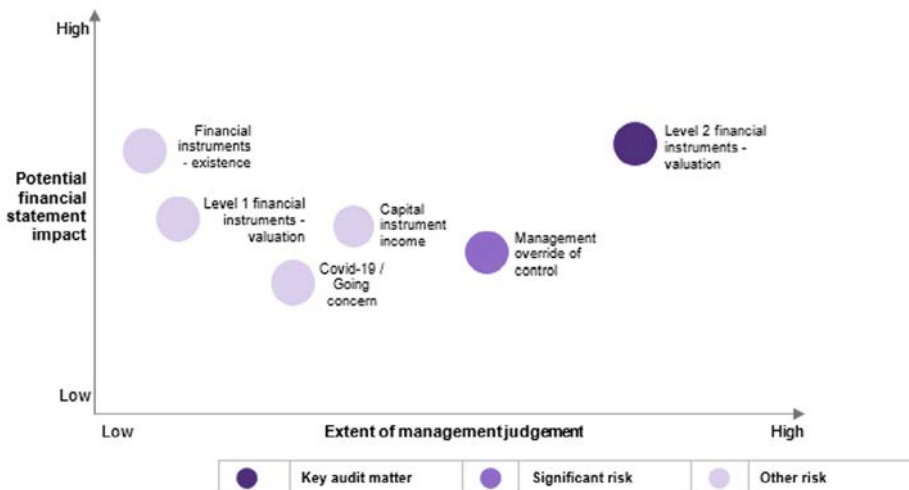 High
Potential
financial
statement
impact
Low
Financial
instruments
- existence
Level 1 financial
instruments -
valuation
Covid-19 /
Going
concern
Capital
instrument
income
Management
override of
control
Level 2 financial
instruments -
valuation
Low
Extent of management judgement
High
Key audit matter
Significant risk
Other risk